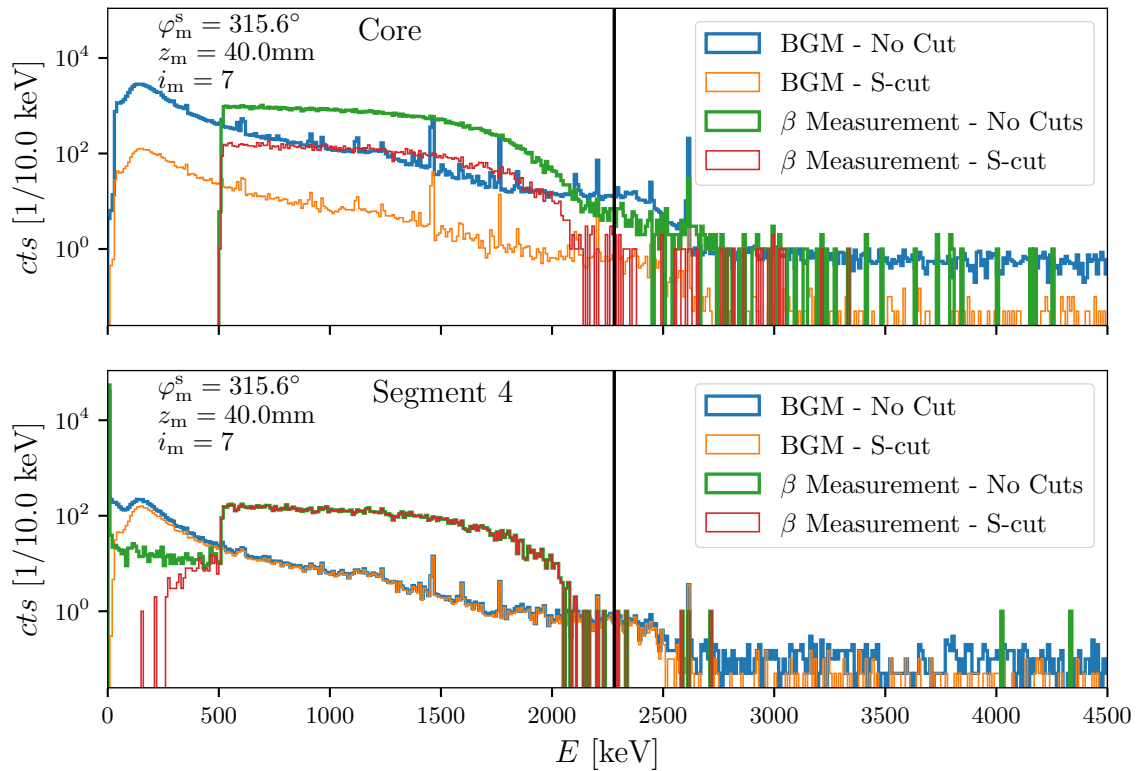 φ_m^s = 315.6°
z_m = 40.0mm
i_m = 7
Core
BGM - No Cut
BGM - S-cut
β Measurement - No Cuts
β Measurement - S-cut
cts [1/10.0 keV]
10^4
10^2
10^0
φ_m^s = 315.6°
z_m = 40.0mm
i_m = 7
Segment 4
BGM - No Cut
BGM - S-cut
β Measurement - No Cuts
β Measurement - S-cut
cts [1/10.0 keV]
10^4
10^2
10^0
0 500 1000 1500 2000 2500 3000 3500 4000 4500
E [keV]